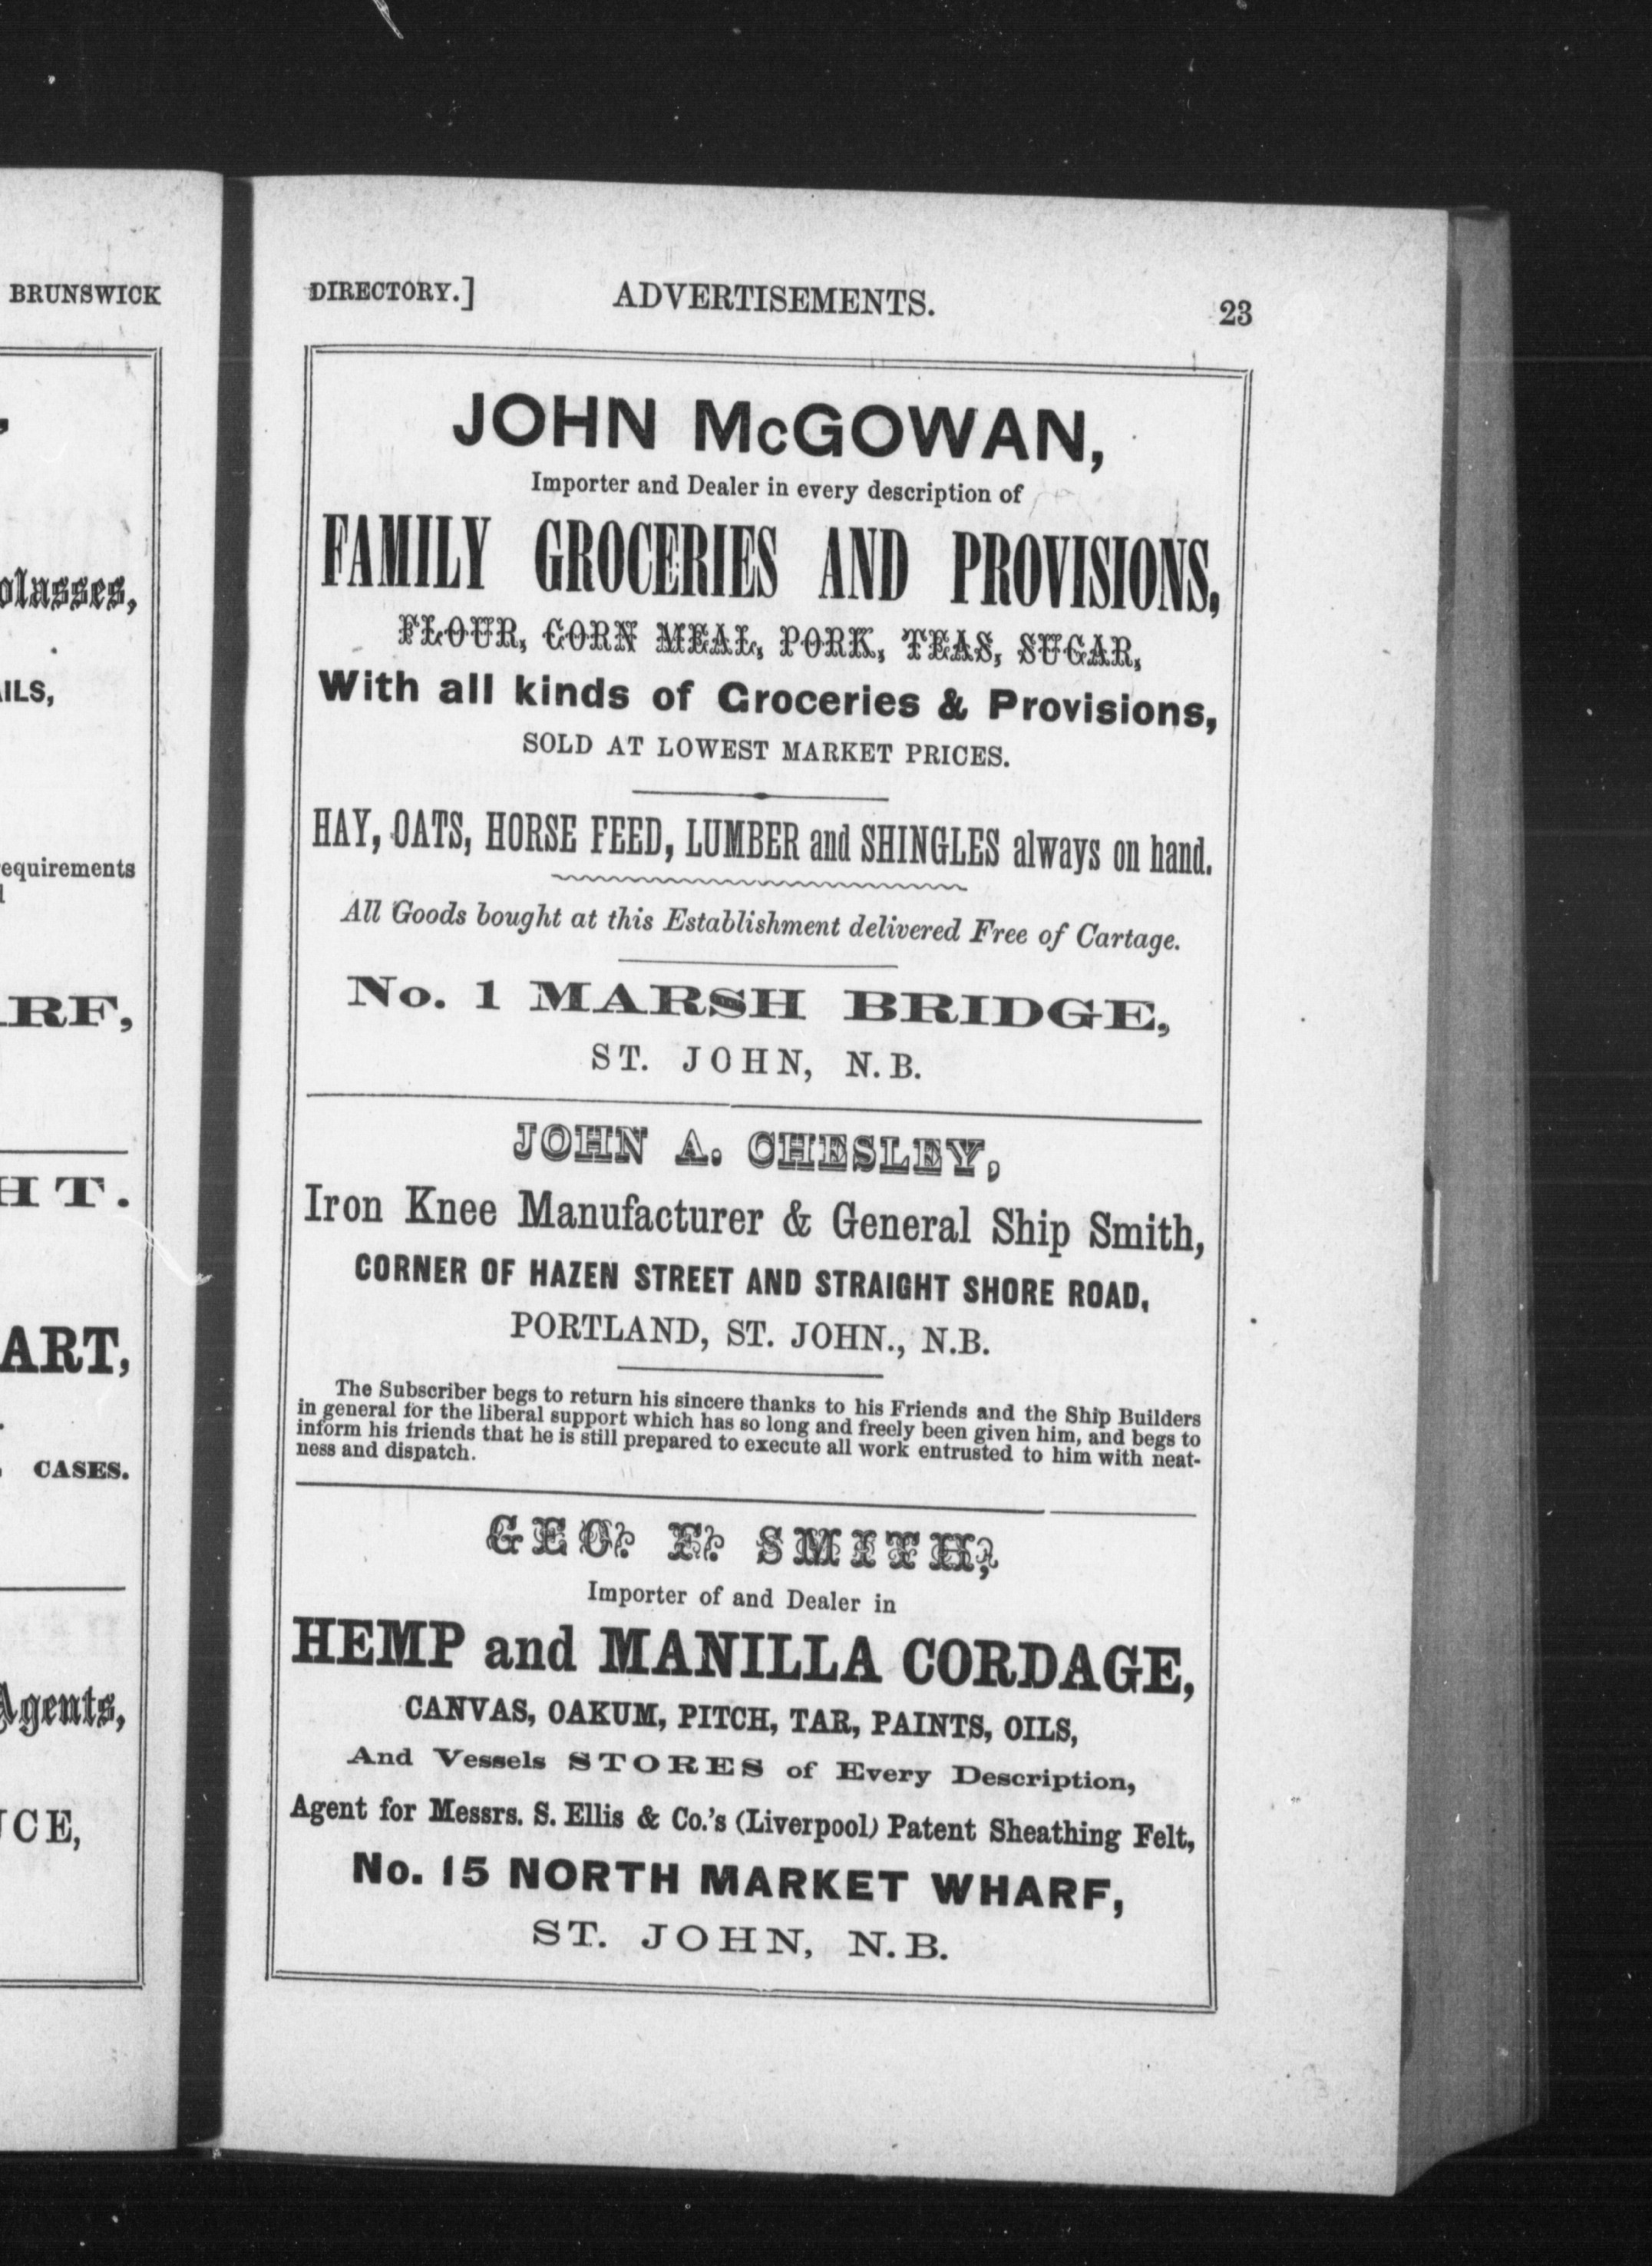 BRUNSWICK
,
olasses,
AILS,
equirements
RF,
HT.
ART,
CASES.
Agents,
CE,
DIRECTORY.] ADVERTISEMENTS. 23
JOHN McGOWAN,
Importer and Dealer in every description of
FAMILY GROCERIES AND PROVISIONS,
FLOUR, CORN MEAL, PORK, TEAS, SUGAR,
With all kinds of Groceries & Provisions,
SOLD AT LOWEST MARKET PRICES.
HAY, OATS, HORSE FEED, LUMBER and SHINGLES always on hand.
All Goods bought at this Establishment delivered Free of Cartage.
No. 1 MARSH BRIDGE,
ST. JOHN, N.B.
JOHN A. CHESLEY,
Iron Knee Manufacturer & General Ship Smith,
CORNER OF HAZEN STREET AND STRAIGHT SHORE ROAD,
PORTLAND, ST. JOHN., N.B.
The Subscriber begs to return his sincere thanks to his Friends and the Ship Builders
in general for the liberal support which has so long and freely been given him, and begs to
inform his friends that he is still prepared to execute all work entrusted to him with neat-
ness and dispatch.
GEO. F. SMITH,
Importer of and Dealer in
HEMP and MANILLA CORDAGE,
CANVAS, OAKUM, PITCH, TAR, PAINTS, OILS,
And Vessels STORES of Every Description,
Agent for Messrs. S. Ellis & Co.'s (Liverpool) Patent Sheathing Felt,
No. 15 NORTH MARKET WHARF,
ST. JOHN, N.B.